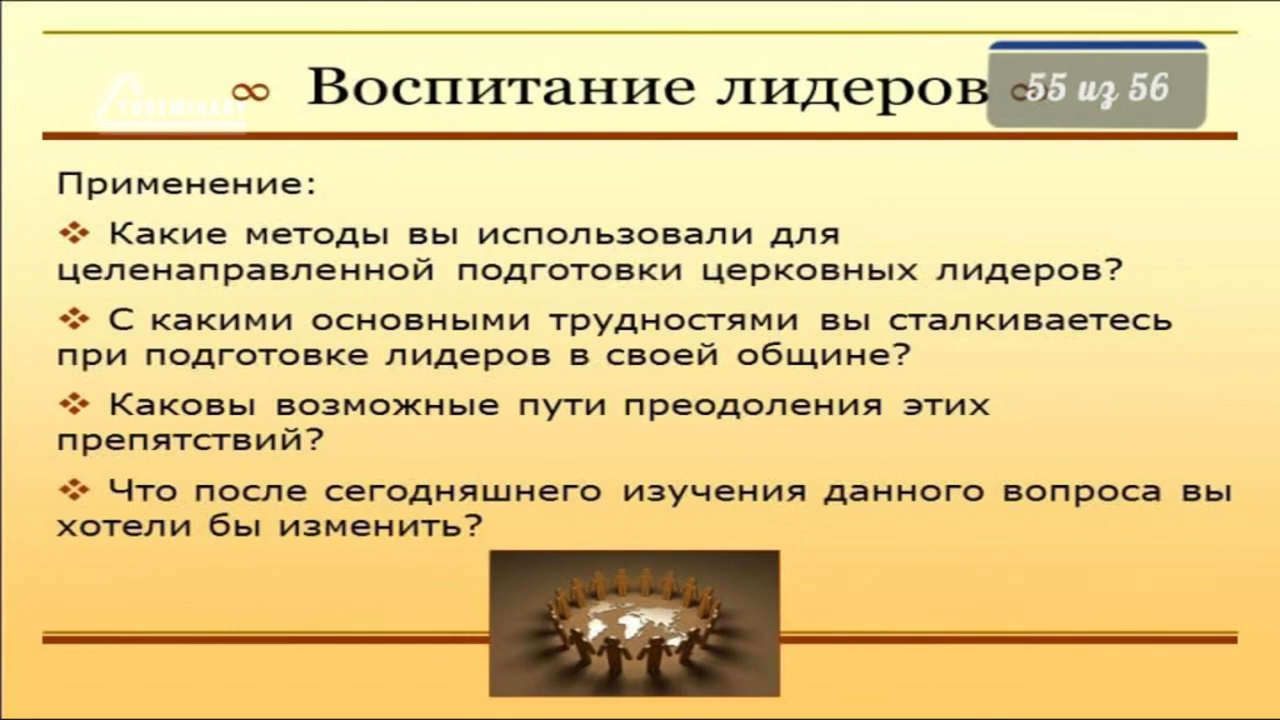 ∞ Воспитание лидеров ∞
55 из 56
Применение:
❖ Какие методы вы использовали для
целенаправленной подготовки церковных лидеров?
❖ С какими основными трудностями вы сталкиваетесь
при подготовке лидеров в своей общине?
❖ Каковы возможные пути преодоления этих
препятствий?
❖ Что после сегодняшнего изучения данного вопроса вы
хотели бы изменить?